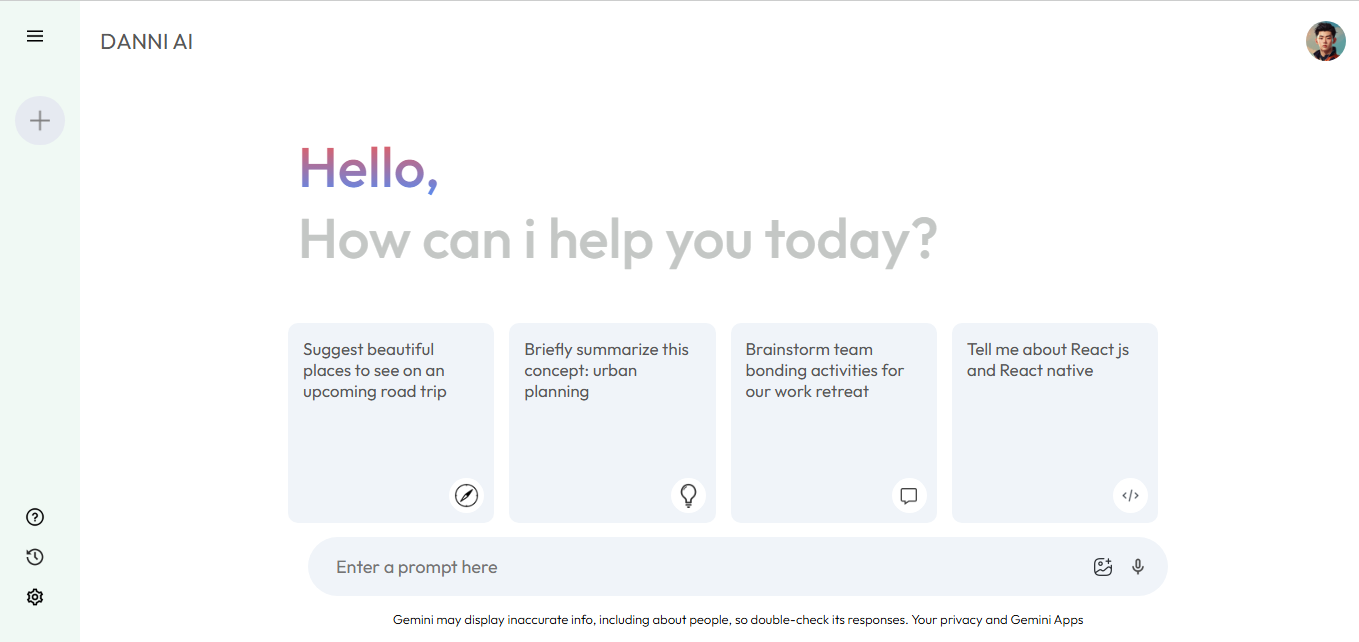 DANNI AI
Hello,
How can i help you today?
Suggest beautiful
places to see on an
upcoming road trip
Briefly summarize this
concept: urban
planning
Brainstorm team
bonding activities for
our work retreat
Tell me about React js
and React native
Enter a prompt here
Gemini may display inaccurate info, including about people, so double-check its responses. Your privacy and Gemini Apps